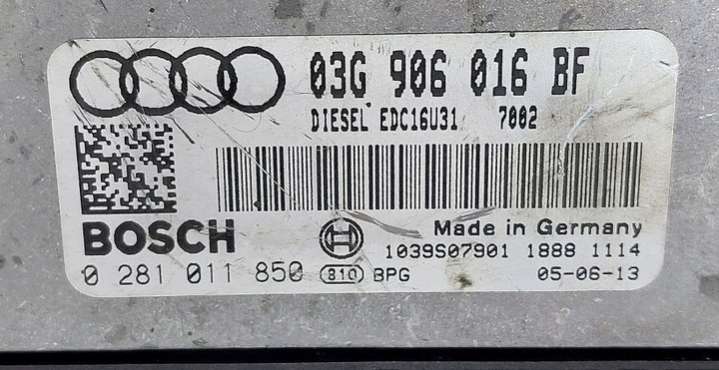 03G 906 016 BF
DIESEL EDC16U31 7002
BOSCH
Made in Germany
1039S07901 1888 1114
0 281 011 850 810 BPG 05-06-13